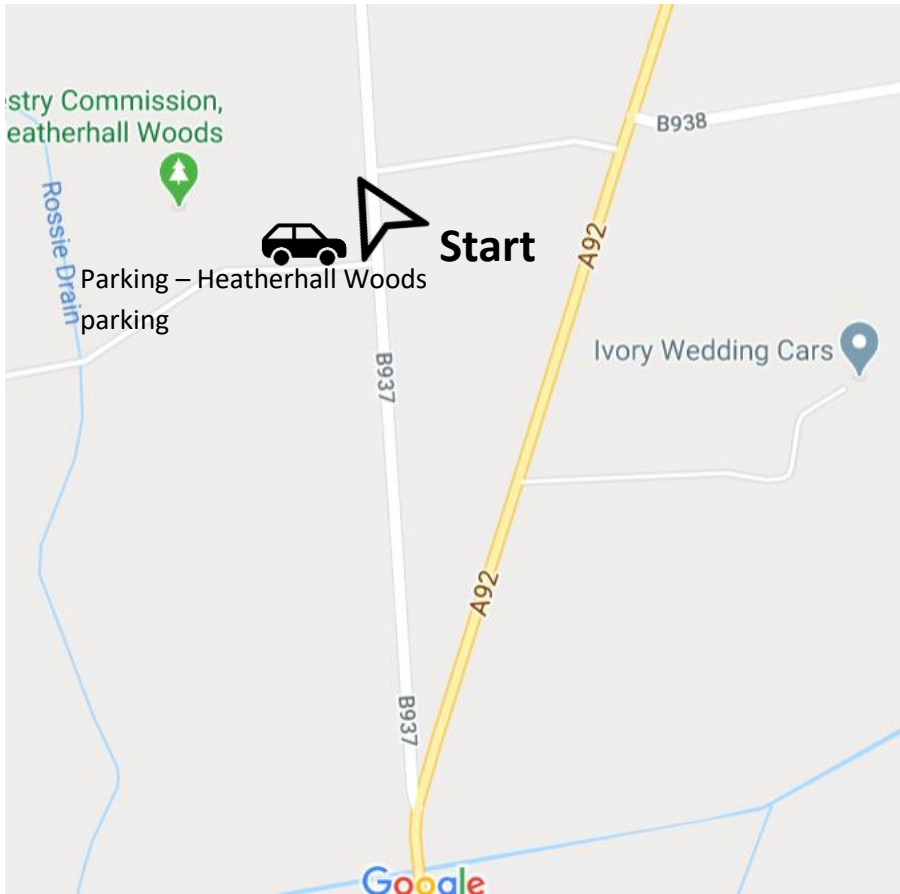 estry Commission,
eatherhall Woods
B938
Rossie Drain
Start
A92
Parking – Heatherhall Woods
parking
Ivory Wedding Cars
B937
A92
B937
Google